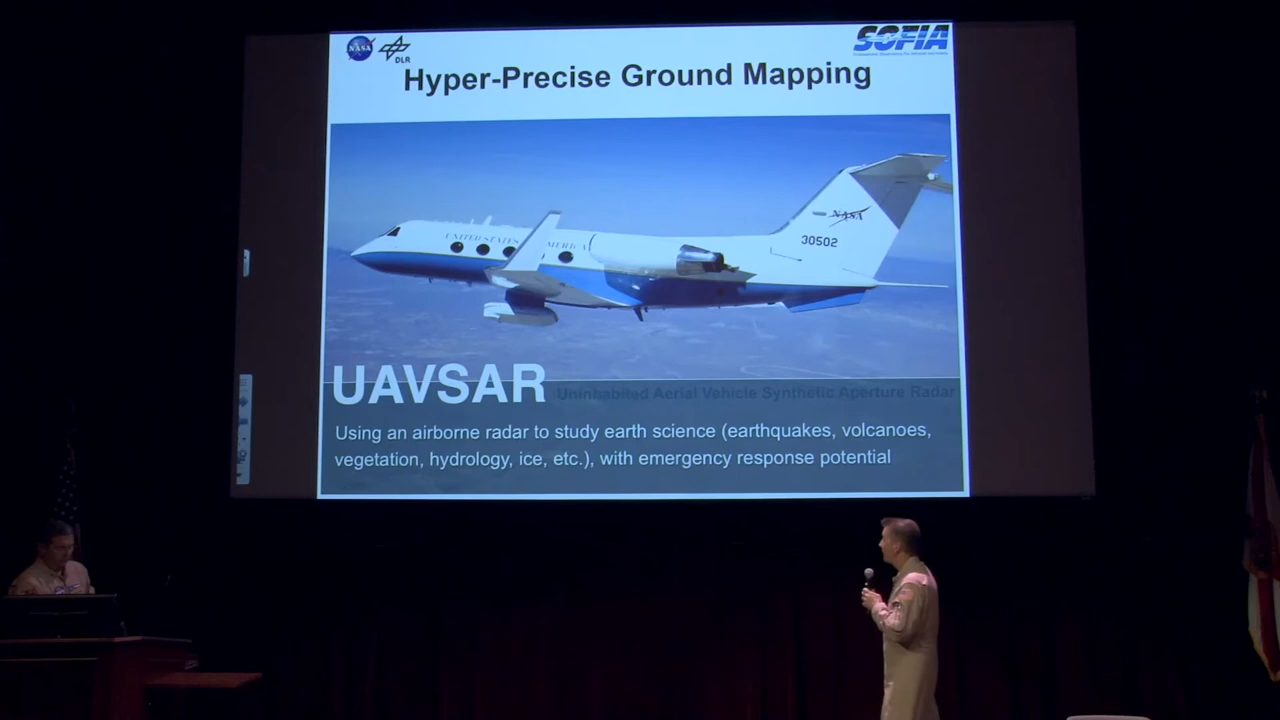 NASA
DLR
SOFIA
Hyper-Precise Ground Mapping
UNITED STATES
AMERICA
NASA
30502
UAVSAR Uninhabited Aerial Vehicle Synthetic Aperture Radar
Using an airborne radar to study earth science (earthquakes, volcanoes,
vegetation, hydrology, ice, etc.), with emergency response potential